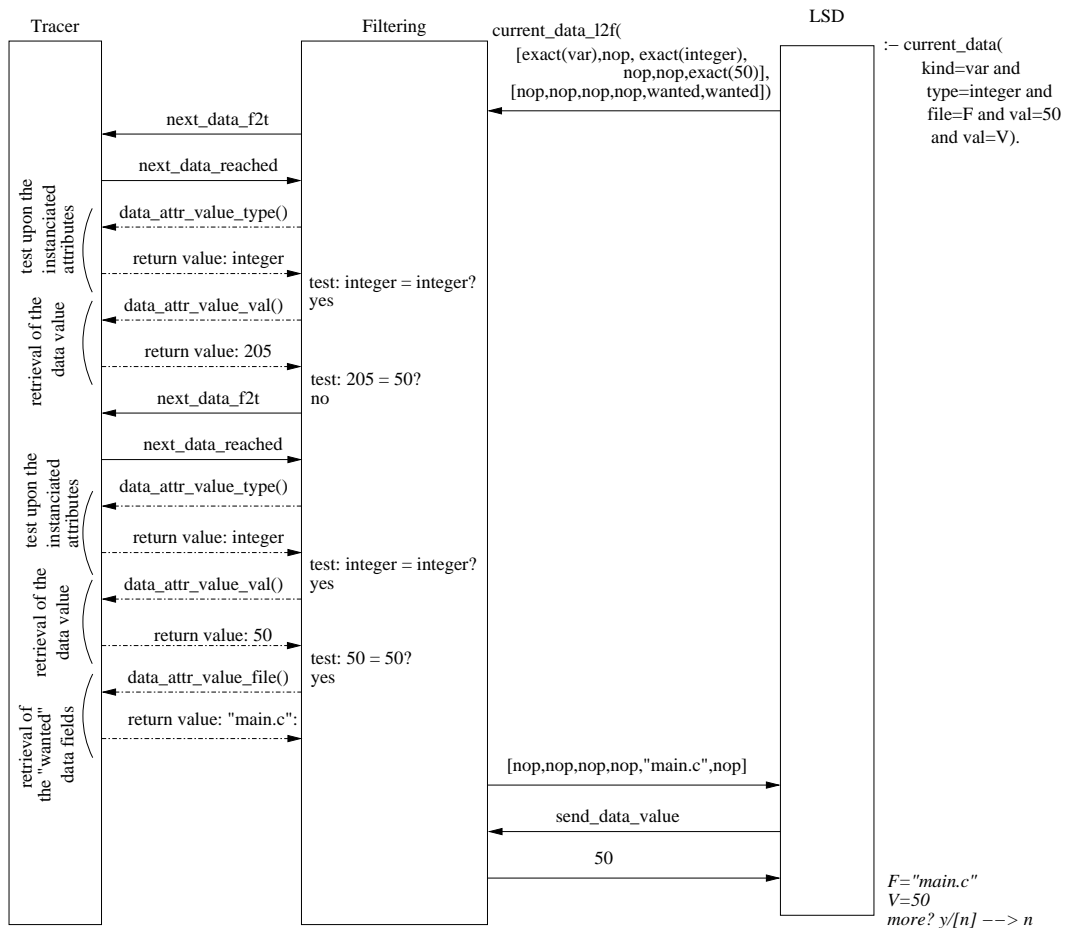 Tracer
Filtering
LSD
current_data_l2f(
[exact(var),nop, exact(integer),
nop,nop,exact(50)],
[nop,nop,nop,nop,wanted,wanted])
:− current_data(
kind=var and
type=integer and
file=F and val=50
and val=V).
next_data_f2t
next_data_reached
test upon the
instanciated
attributes
data_attr_value_type()
return value: integer
test: integer = integer?
yes
retrieval of the
data value
data_attr_value_val()
return value: 205
test: 205 = 50?
no
next_data_f2t
next_data_reached
test upon the
instanciated
attributes
data_attr_value_type()
return value: integer
test: integer = integer?
yes
retrieval of the
data value
data_attr_value_val()
return value: 50
test: 50 = 50?
yes
retrieval of
the "wanted"
data fields
data_attr_value_file()
return value: "main.c":
[nop,nop,nop,nop,"main.c",nop]
send_data_value
50
F="main.c"
V=50
more? y/[n] −−> n